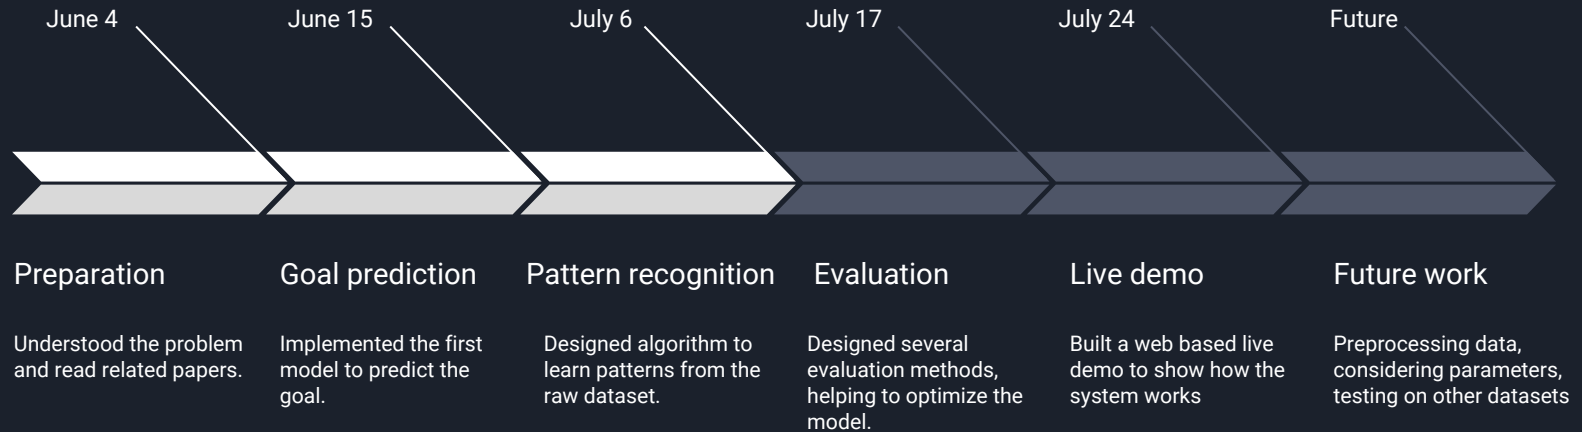 June 4
June 15
July 6
July 17
July 24
Future
Preparation
Goal prediction
Pattern recognition
Evaluation
Live demo
Future work
Understood the problem
and read related papers.
Implemented the first
model to predict the
goal.
Designed algorithm to
learn patterns from the
raw dataset.
Designed several
evaluation methods,
helping to optimize the
model.
Built a web based live
demo to show how the
system works
Preprocessing data,
considering parameters,
testing on other datasets